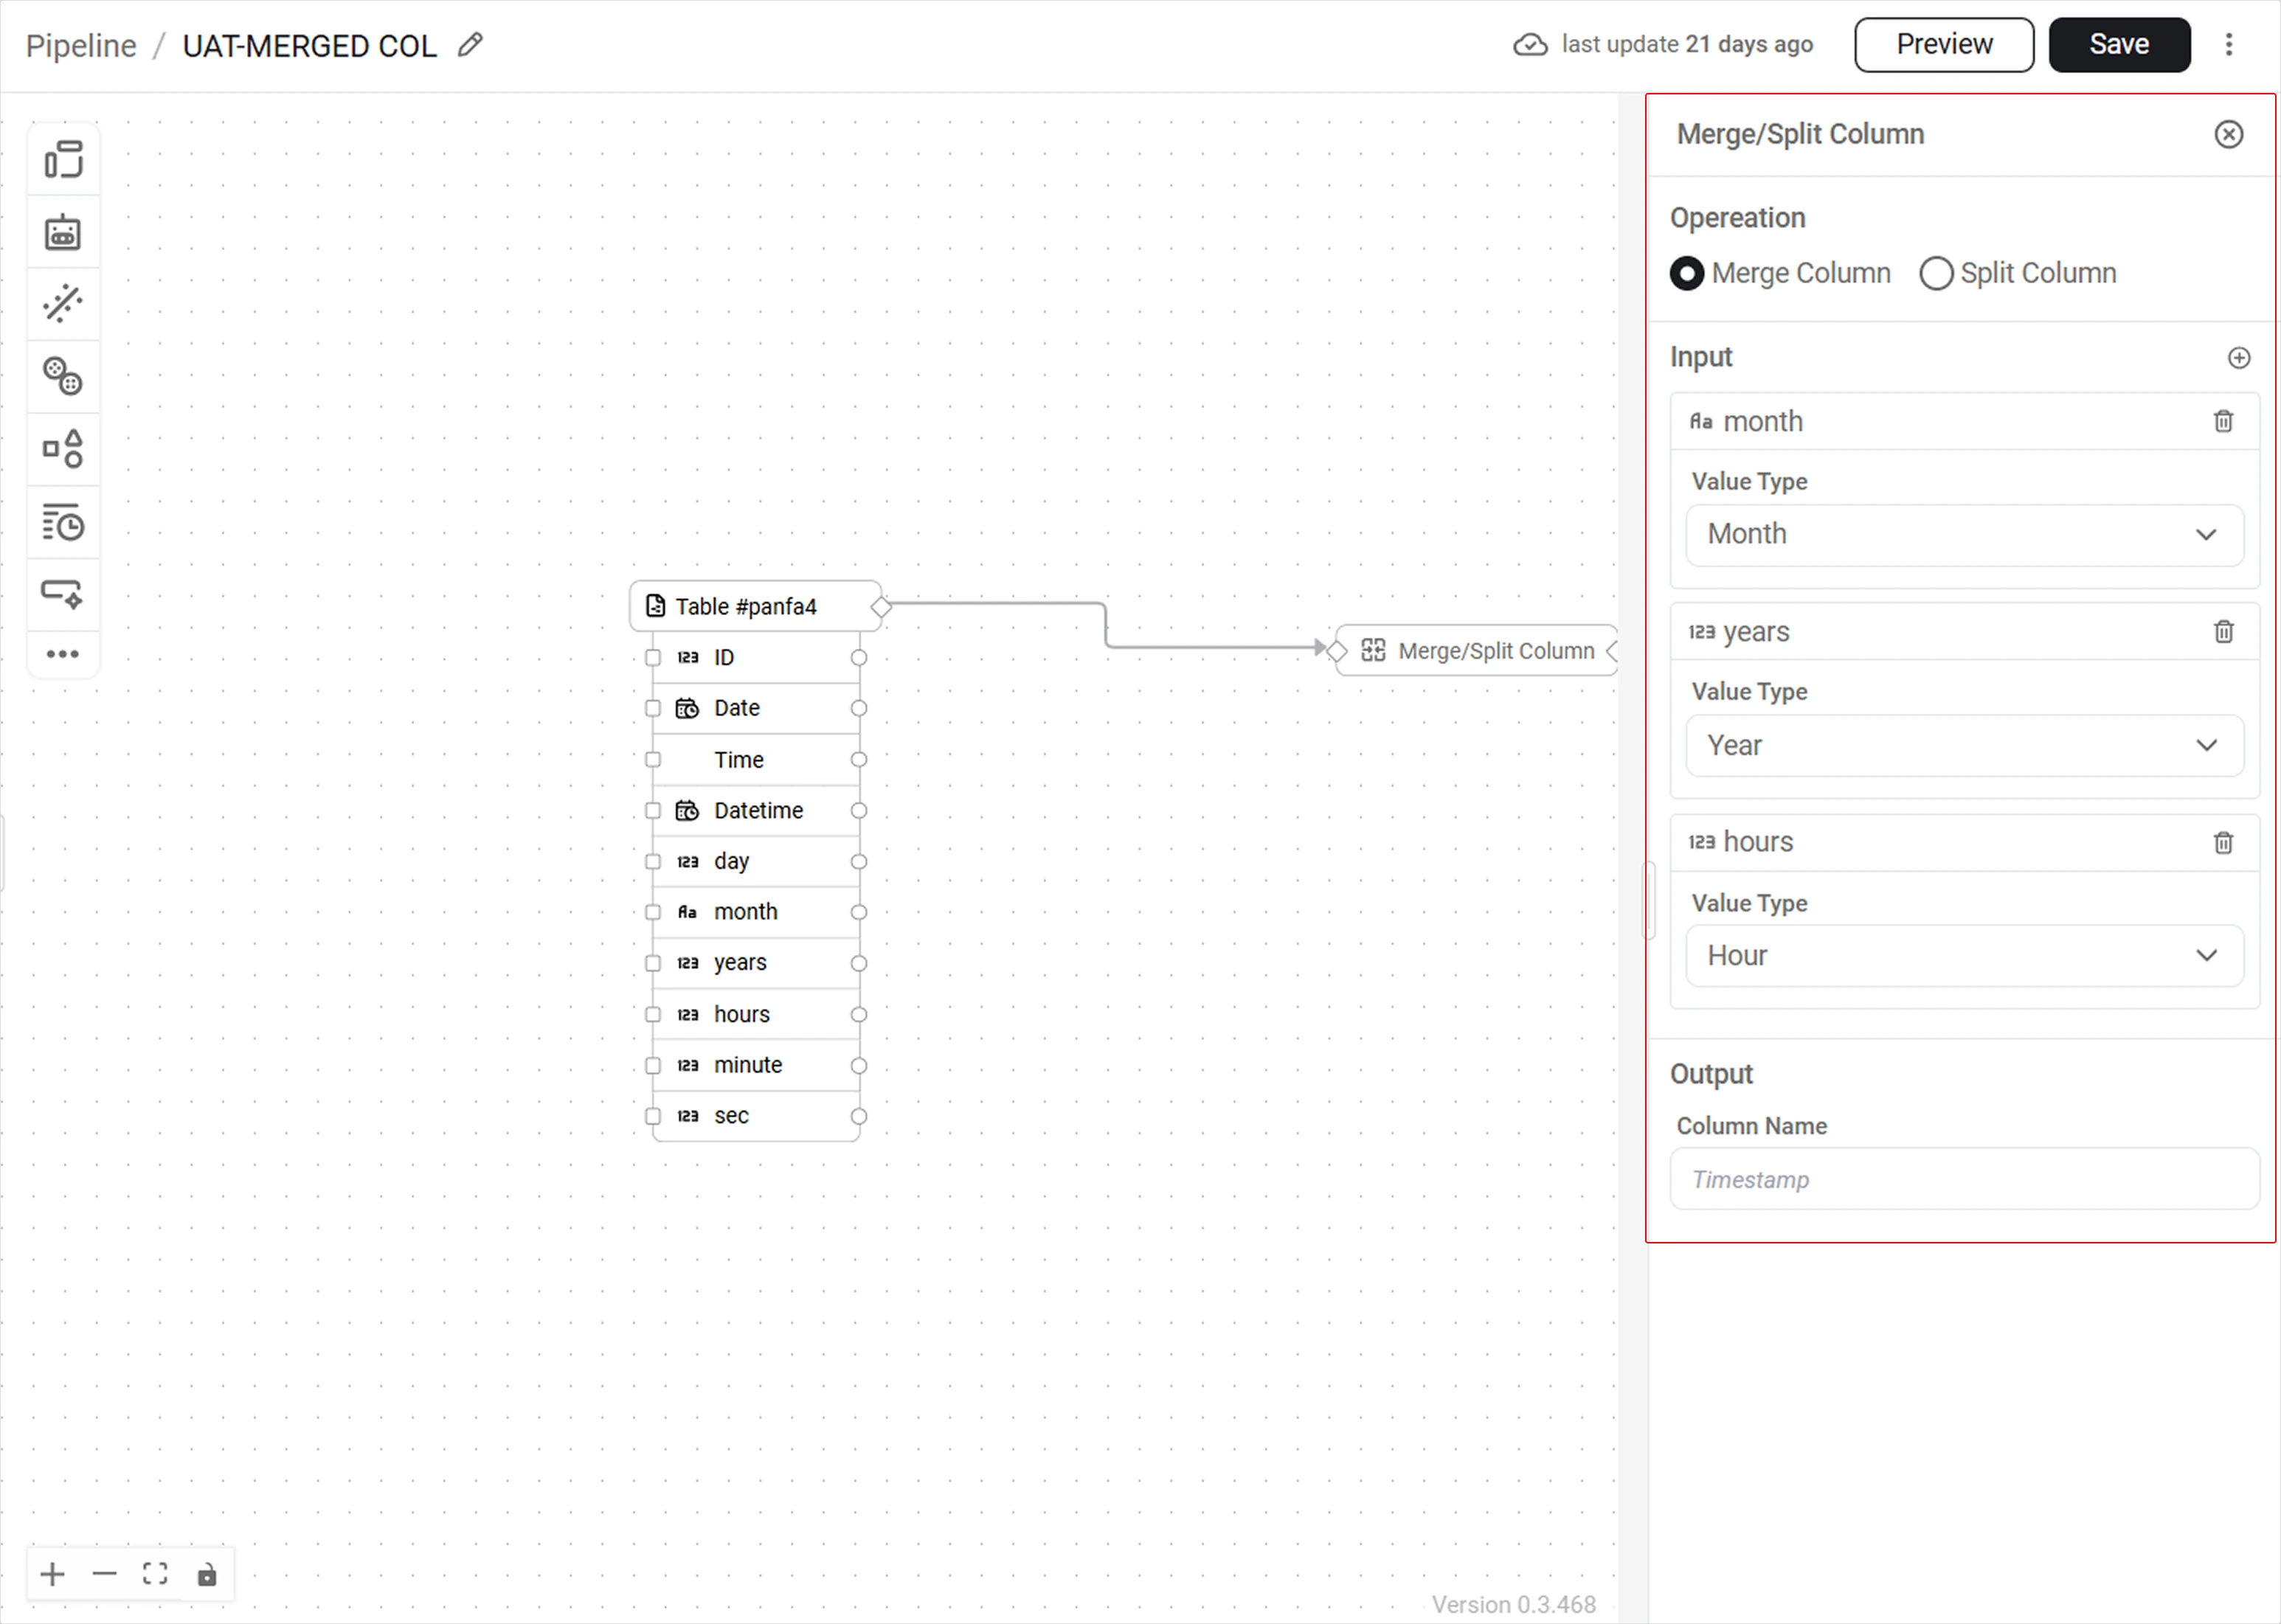 Pipeline / UAT-MERGED COL
last update 21 days ago
Preview
Save
Table #panfa4
123 ID
Date
Time
Datetime
123 day
Aa month
123 years
123 hours
123 minute
123 sec
Merge/Split Column
Version 0.3.468
Merge/Split Column
Opereation
Merge Column
Split Column
Input
Aa month
Value Type
Month
123 years
Value Type
Year
123 hours
Value Type
Hour
Output
Column Name
Timestamp